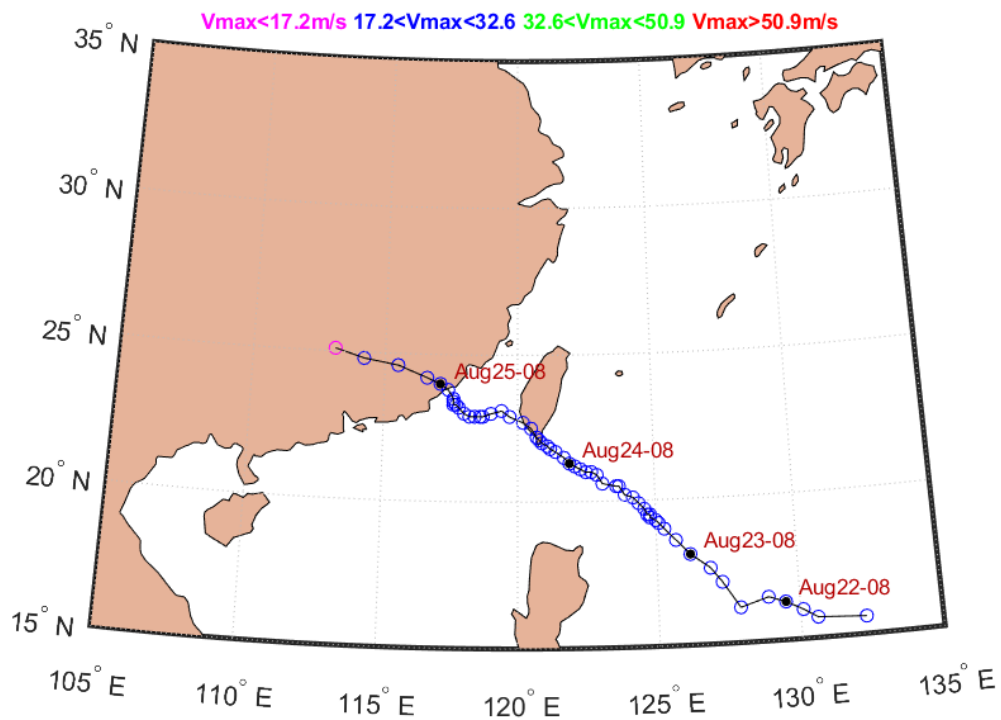 Vmax<17.2m/s 17.2<Vmax<32.6 32.6<Vmax<50.9 Vmax>50.9m/s
35° N
30° N
25° N
Aug25-08
Aug24-08
20° N
Aug23-08
Aug22-08
15° N
105° E
110° E
115° E
120° E
125° E
130° E
135° E